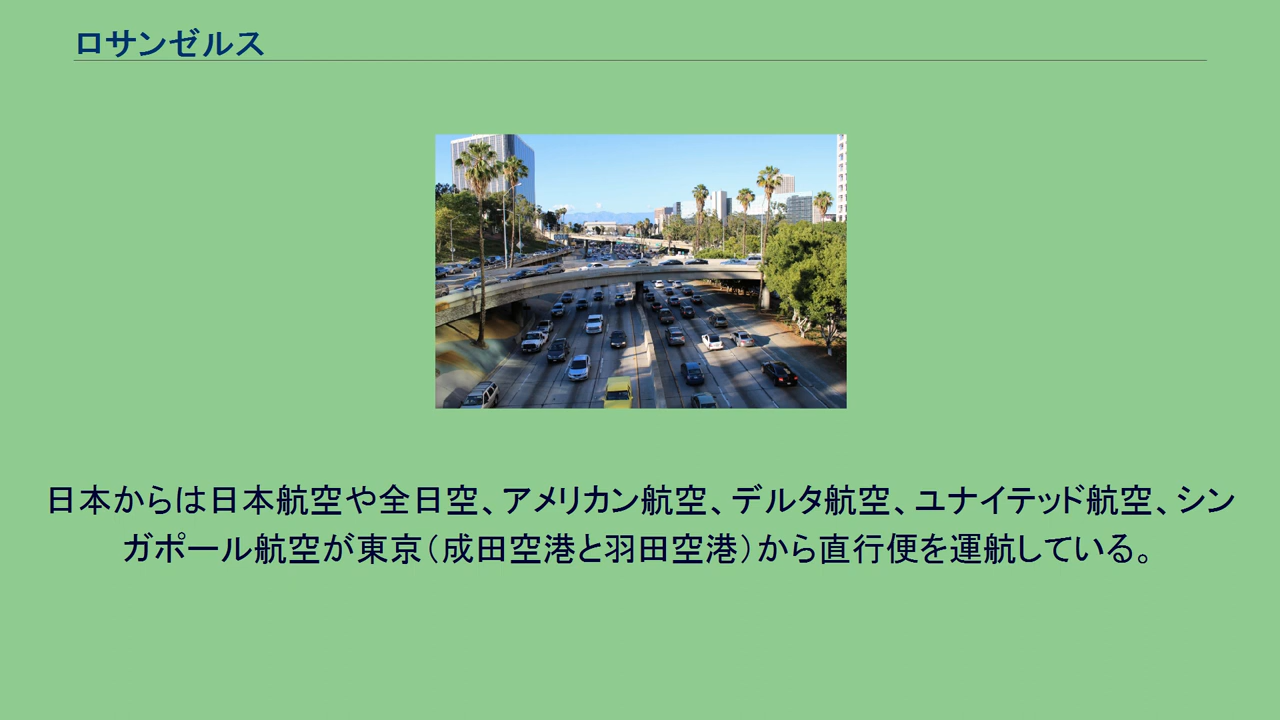 ロサンゼルス
日本からは日本航空や全日空、アメリカン航空、デルタ航空、ユナイテッド航空、シン
ガポール航空が東京（成田空港と羽田空港）から直行便を運航している。